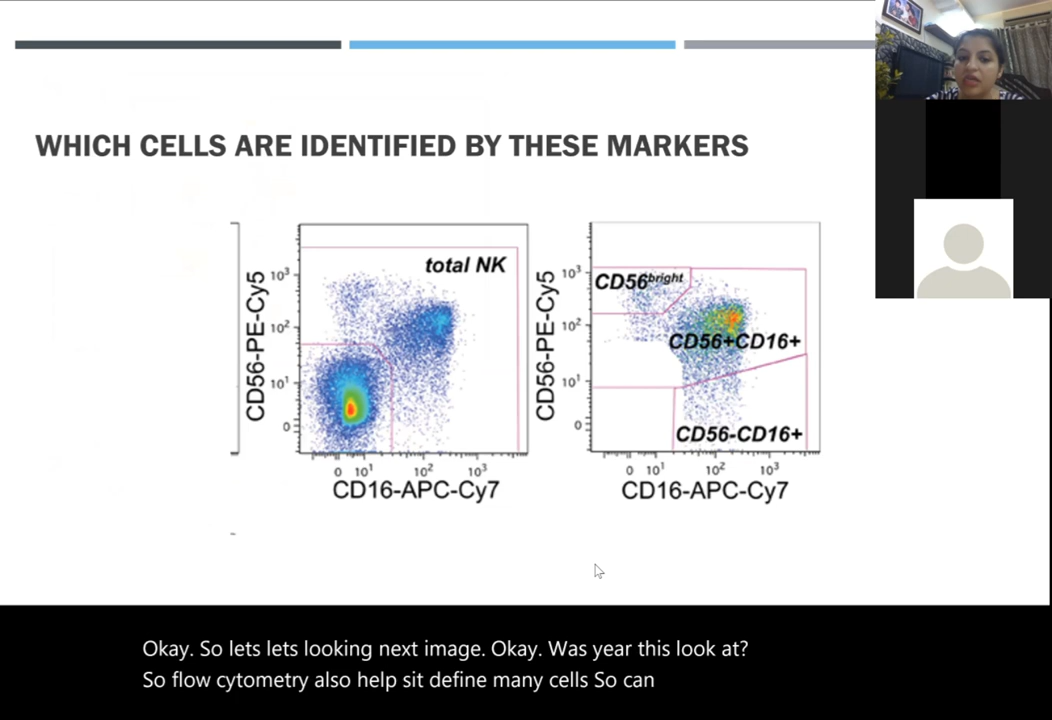 WHICH CELLS ARE IDENTIFIED BY THESE MARKERS
total NK
CD56-PE-Cy5
10³
10²
10¹
0
0 10¹ 10² 10³
CD16-APC-Cy7
CD56bright
CD56+CD16+
CD56-CD16+
CD56-PE-Cy5
10³
10²
10¹
0
0 10¹ 10² 10³
CD16-APC-Cy7
Okay. So lets lets looking next image. Okay. Was year this look at?
So flow cytometry also help sit define many cells So can